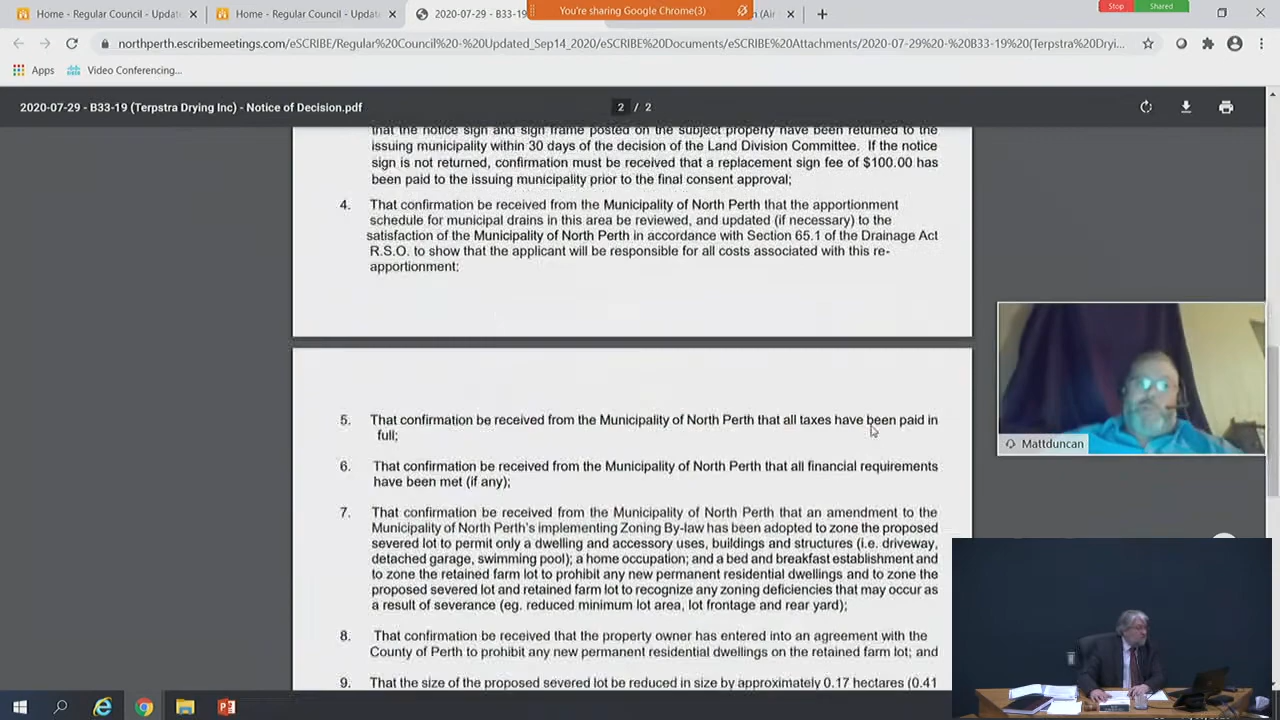 Home - Regular Council - Updat
Home - Regular Council - Updat
2020-07-29 - B33-19
You're sharing Google Chrome(3)
(Air
Stop
Shared
northperth.escribemeetings.com/eSCRIBE/Regular%20Council%20-%20Updated_Sep14_2020/eSCRIBE%20Documents/eSCRIBE%20Attachments/2020-07-29%20-%20B33-19%20(Terpstra%20Dryi...
Apps
Video Conferencing...
2020-07-29 - B33-19 (Terpstra Drying Inc) - Notice of Decision.pdf
2 / 2
that the notice sign and sign frame posted on the subject property have been returned to the
issuing municipality within 30 days of the decision of the Land Division Committee. If the notice
sign is not returned, confirmation must be received that a replacement sign fee of $100.00 has
been paid to the issuing municipality prior to the final consent approval;
4. That confirmation be received from the Municipality of North Perth that the apportionment
schedule for municipal drains in this area be reviewed, and updated (if necessary) to the
satisfaction of the Municipality of North Perth in accordance with Section 65.1 of the Drainage Act
R.S.O. to show that the applicant will be responsible for all costs associated with this re-
apportionment;
5. That confirmation be received from the Municipality of North Perth that all taxes have been paid in
full;
6. That confirmation be received from the Municipality of North Perth that all financial requirements
have been met (if any);
7. That confirmation be received from the Municipality of North Perth that an amendment to the
Municipality of North Perth's implementing Zoning By-law has been adopted to zone the proposed
severed lot to permit only a dwelling and accessory uses, buildings and structures (i.e. driveway,
detached garage, swimming pool); a home occupation; and a bed and breakfast establishment and
to zone the retained farm lot to prohibit any new permanent residential dwellings and to zone the
proposed severed lot and retained farm lot to recognize any zoning deficiencies that may occur as
a result of severance (eg. reduced minimum lot area, lot frontage and rear yard);
8. That confirmation be received that the property owner has entered into an agreement with the
County of Perth to prohibit any new permanent residential dwellings on the retained farm lot; and
9. That the size of the proposed severed lot be reduced in size by approximately 0.17 hectares (0.41
Mattduncan